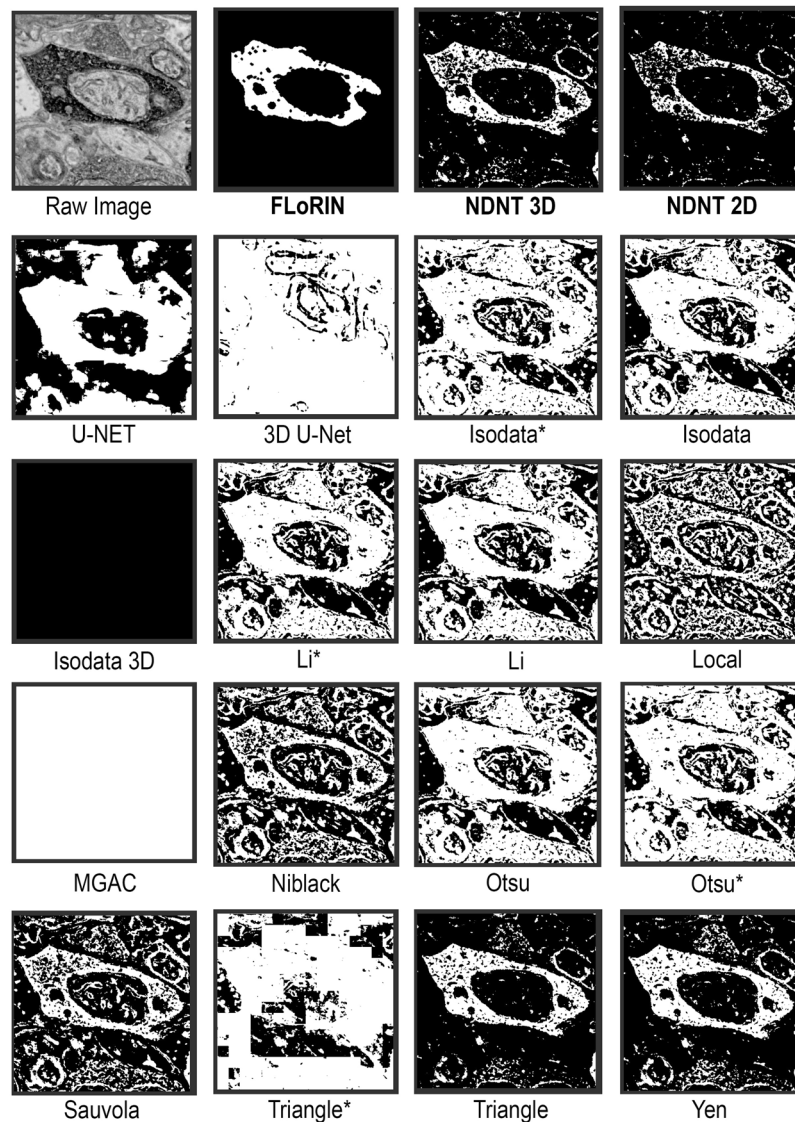 Raw Image FLoRIN NDNT 3D NDNT 2D
U-NET 3D U-Net Isodata* Isodata
Isodata 3D Li* Li Local
MGAC Niblack Otsu Otsu*
Sauvola Triangle* Triangle Yen